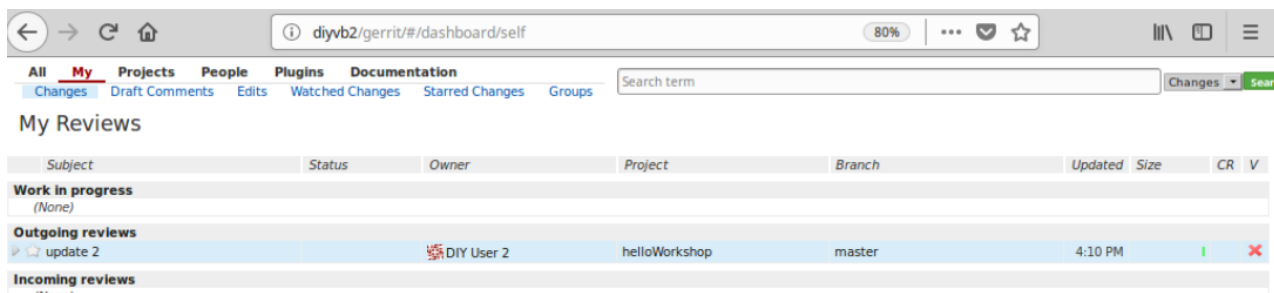 diyvb2/gerrit/#/dashboard/self 80%
All My Projects People Plugins Documentation
Changes Draft Comments Edits Watched Changes Starred Changes Groups
Search term Changes
My Reviews
Subject Status Owner Project Branch Updated Size CR V
Work in progress
(None)
Outgoing reviews
update 2 DIY User 2 helloWorkshop master 4:10 PM
Incoming reviews